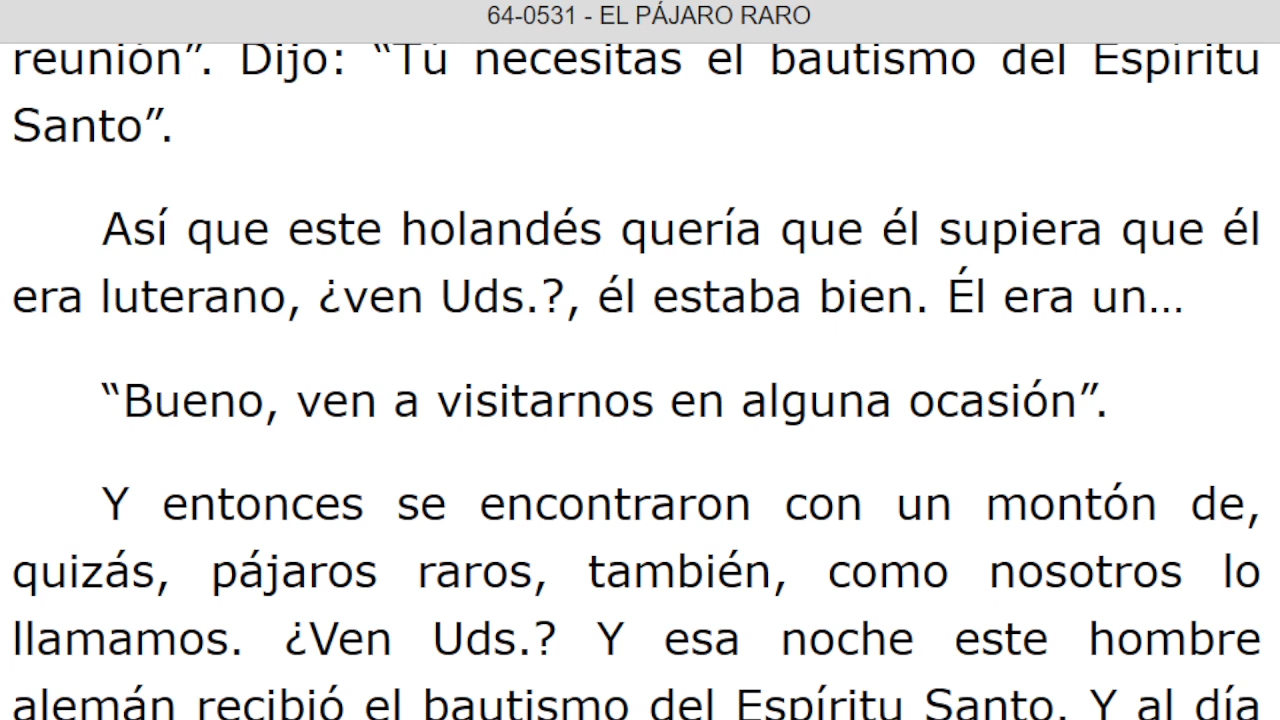 64-0531 - EL PÁJARO RARO
reunión”. Dijo: “Tú necesitas el bautismo del Espíritu
Santo”.
Así que este holandés quería que él supiera que él
era luterano, ¿ven Uds.?, él estaba bien. Él era un…
“Bueno, ven a visitarnos en alguna ocasión”.
Y entonces se encontraron con un montón de,
quizás, pájaros raros, también, como nosotros lo
llamamos. ¿Ven Uds.? Y esa noche este hombre
alemán recibió el bautismo del Espíritu Santo. Y al día